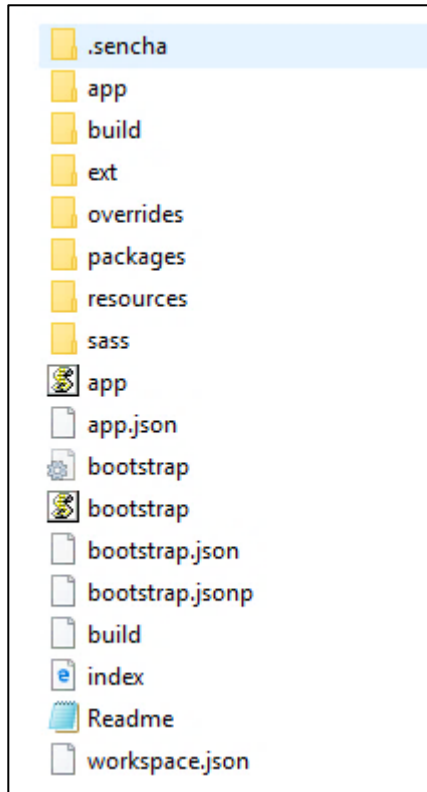 .sencha
app
build
ext
overrides
packages
resources
sass
app
app.json
bootstrap
bootstrap
bootstrap.json
bootstrap.jsonp
build
index
Readme
workspace.json